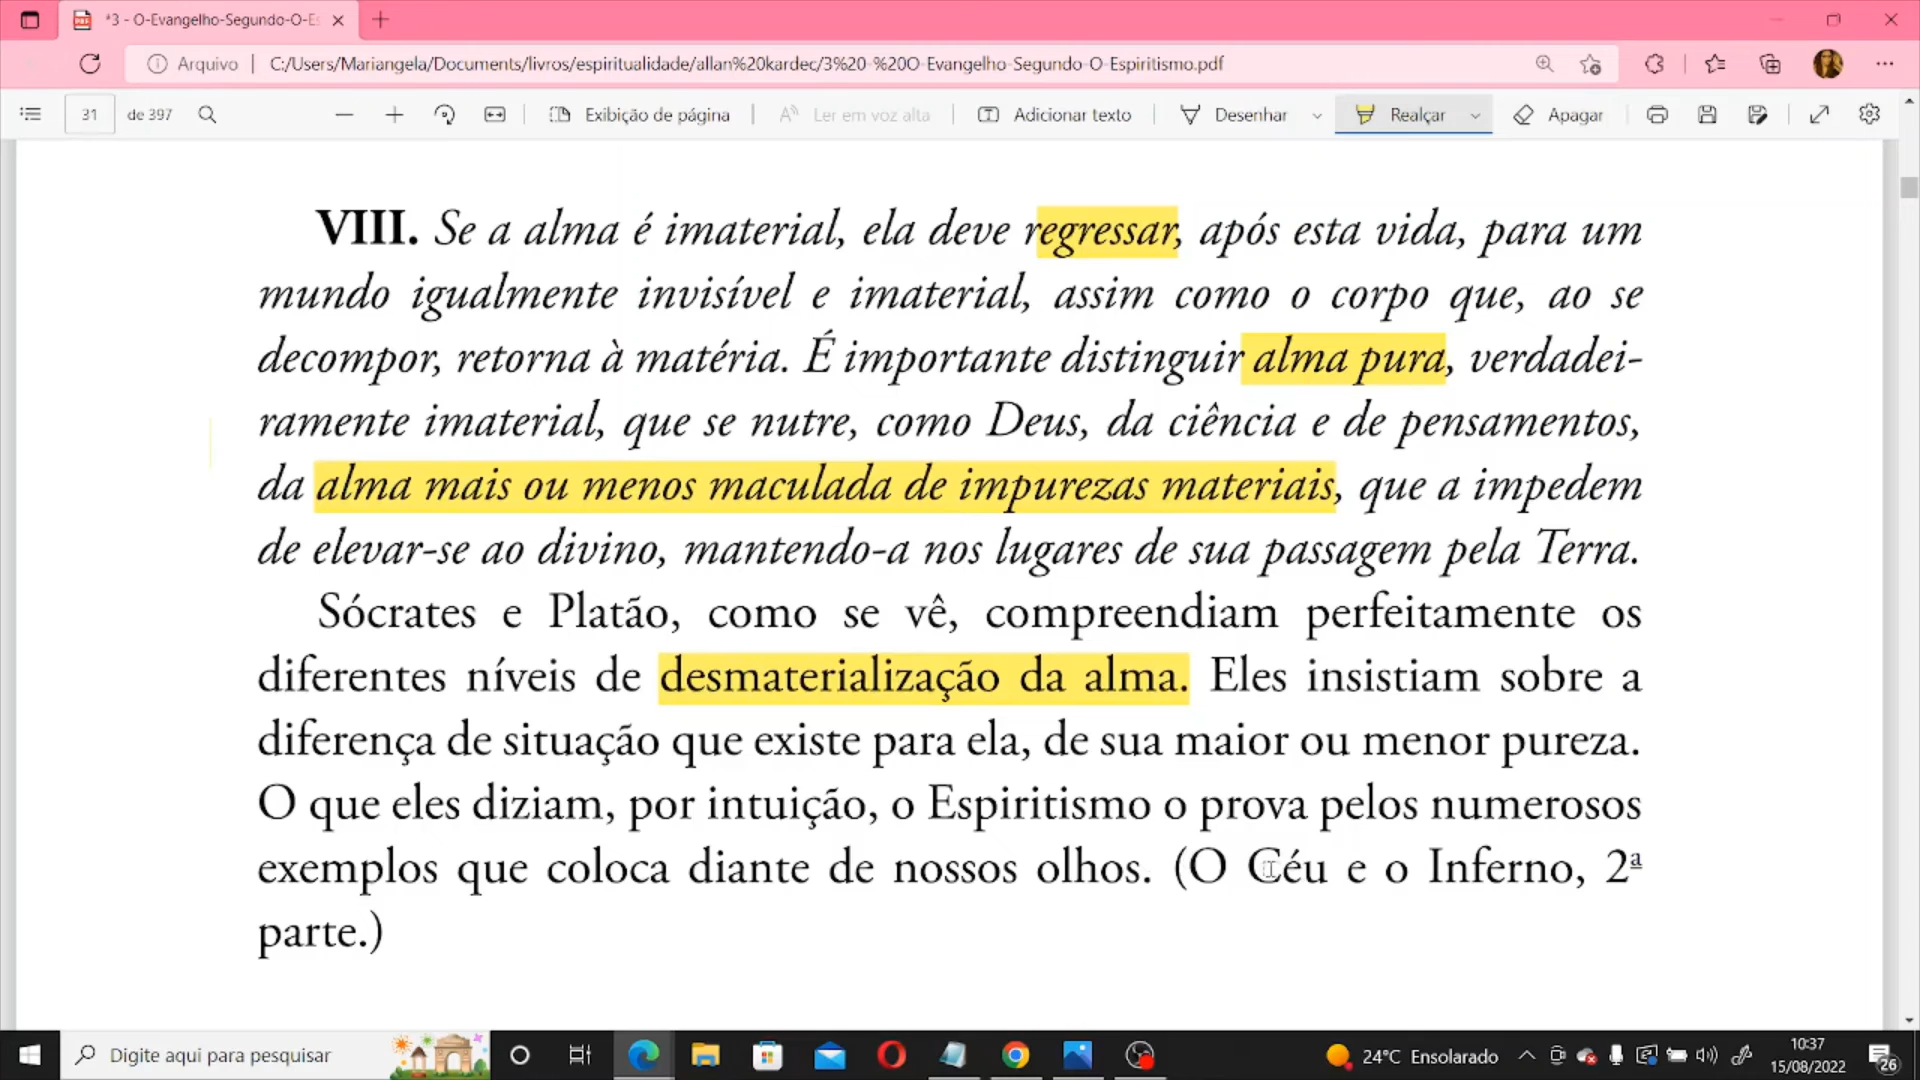 *3 - O-Evangelho-Segundo-O-Es
Arquivo | C:/Users/Mariangela/Documents/livros/espiritualidade/allan%20kardec/3%20-%20O-Evangelho-Segundo-O-Espiritismo.pdf
31 de 397 Exibição de página Ler em voz alta Adicionar texto Desenhar Realçar Apagar
VIII. Se a alma é imaterial, ela deve regressar, após esta vida, para um
mundo igualmente invisível e imaterial, assim como o corpo que, ao se
decompor, retorna à matéria. É importante distinguir alma pura, verdadei-
ramente imaterial, que se nutre, como Deus, da ciência e de pensamentos,
da alma mais ou menos maculada de impurezas materiais, que a impedem
de elevar-se ao divino, mantendo-a nos lugares de sua passagem pela Terra.
Sócrates e Platão, como se vê, compreendiam perfeitamente os
diferentes níveis de desmaterialização da alma. Eles insistiam sobre a
diferença de situação que existe para ela, de sua maior ou menor pureza.
O que eles diziam, por intuição, o Espiritismo o prova pelos numerosos
exemplos que coloca diante de nossos olhos. (O Céu e o Inferno, 2ª
parte.)
Digite aqui para pesquisar 24°C Ensolarado 10:37
15/08/2022 26